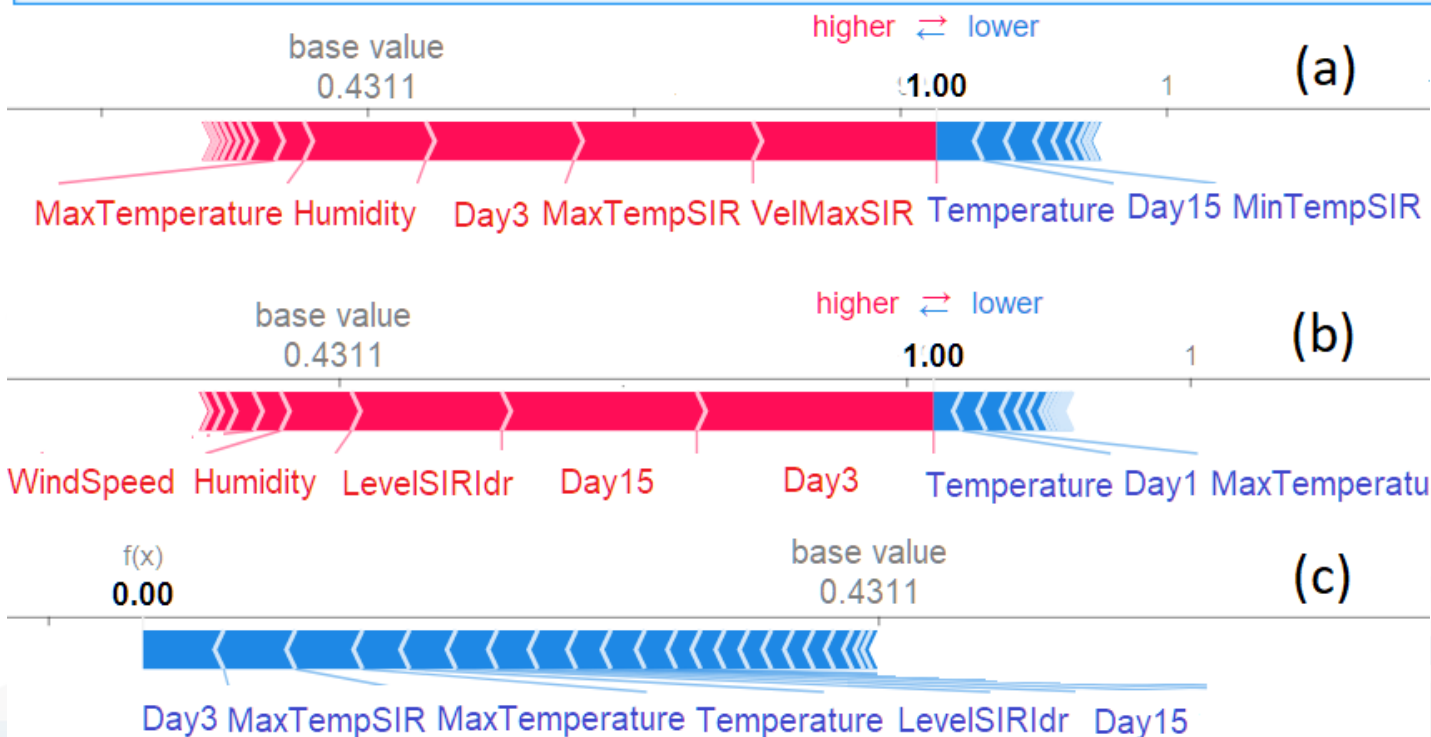 higher ⇄ lower
base value
0.4311 1.00 1 (a)
MaxTemperature Humidity Day3 MaxTempSIR VelMaxSIR Temperature Day15 MinTempSIR
higher ⇄ lower
base value
0.4311 1.00 1 (b)
WindSpeed Humidity LevelSIRIdr Day15 Day3 Temperature Day1 MaxTemperatu
f(x) base value
0.00 0.4311 (c)
Day3 MaxTempSIR MaxTemperature Temperature LevelSIRIdr Day15